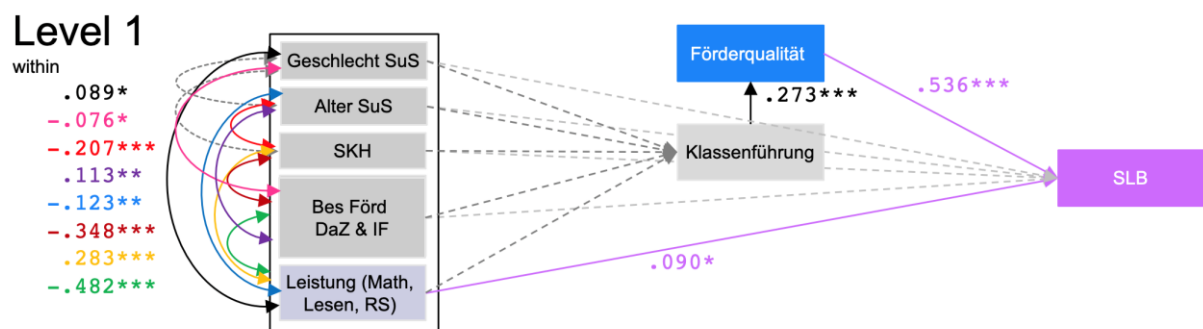 Level 1
within
.089*
-.076*
-.207***
.113**
-.123**
-.348***
.283***
-.482***
Geschlecht SuS
Alter SuS
SKH
Bes Förd
DaZ & IF
Leistung (Math,
Lesen, RS)
Förderqualität
.273***
Klassenführung
.536***
.090*
SLB